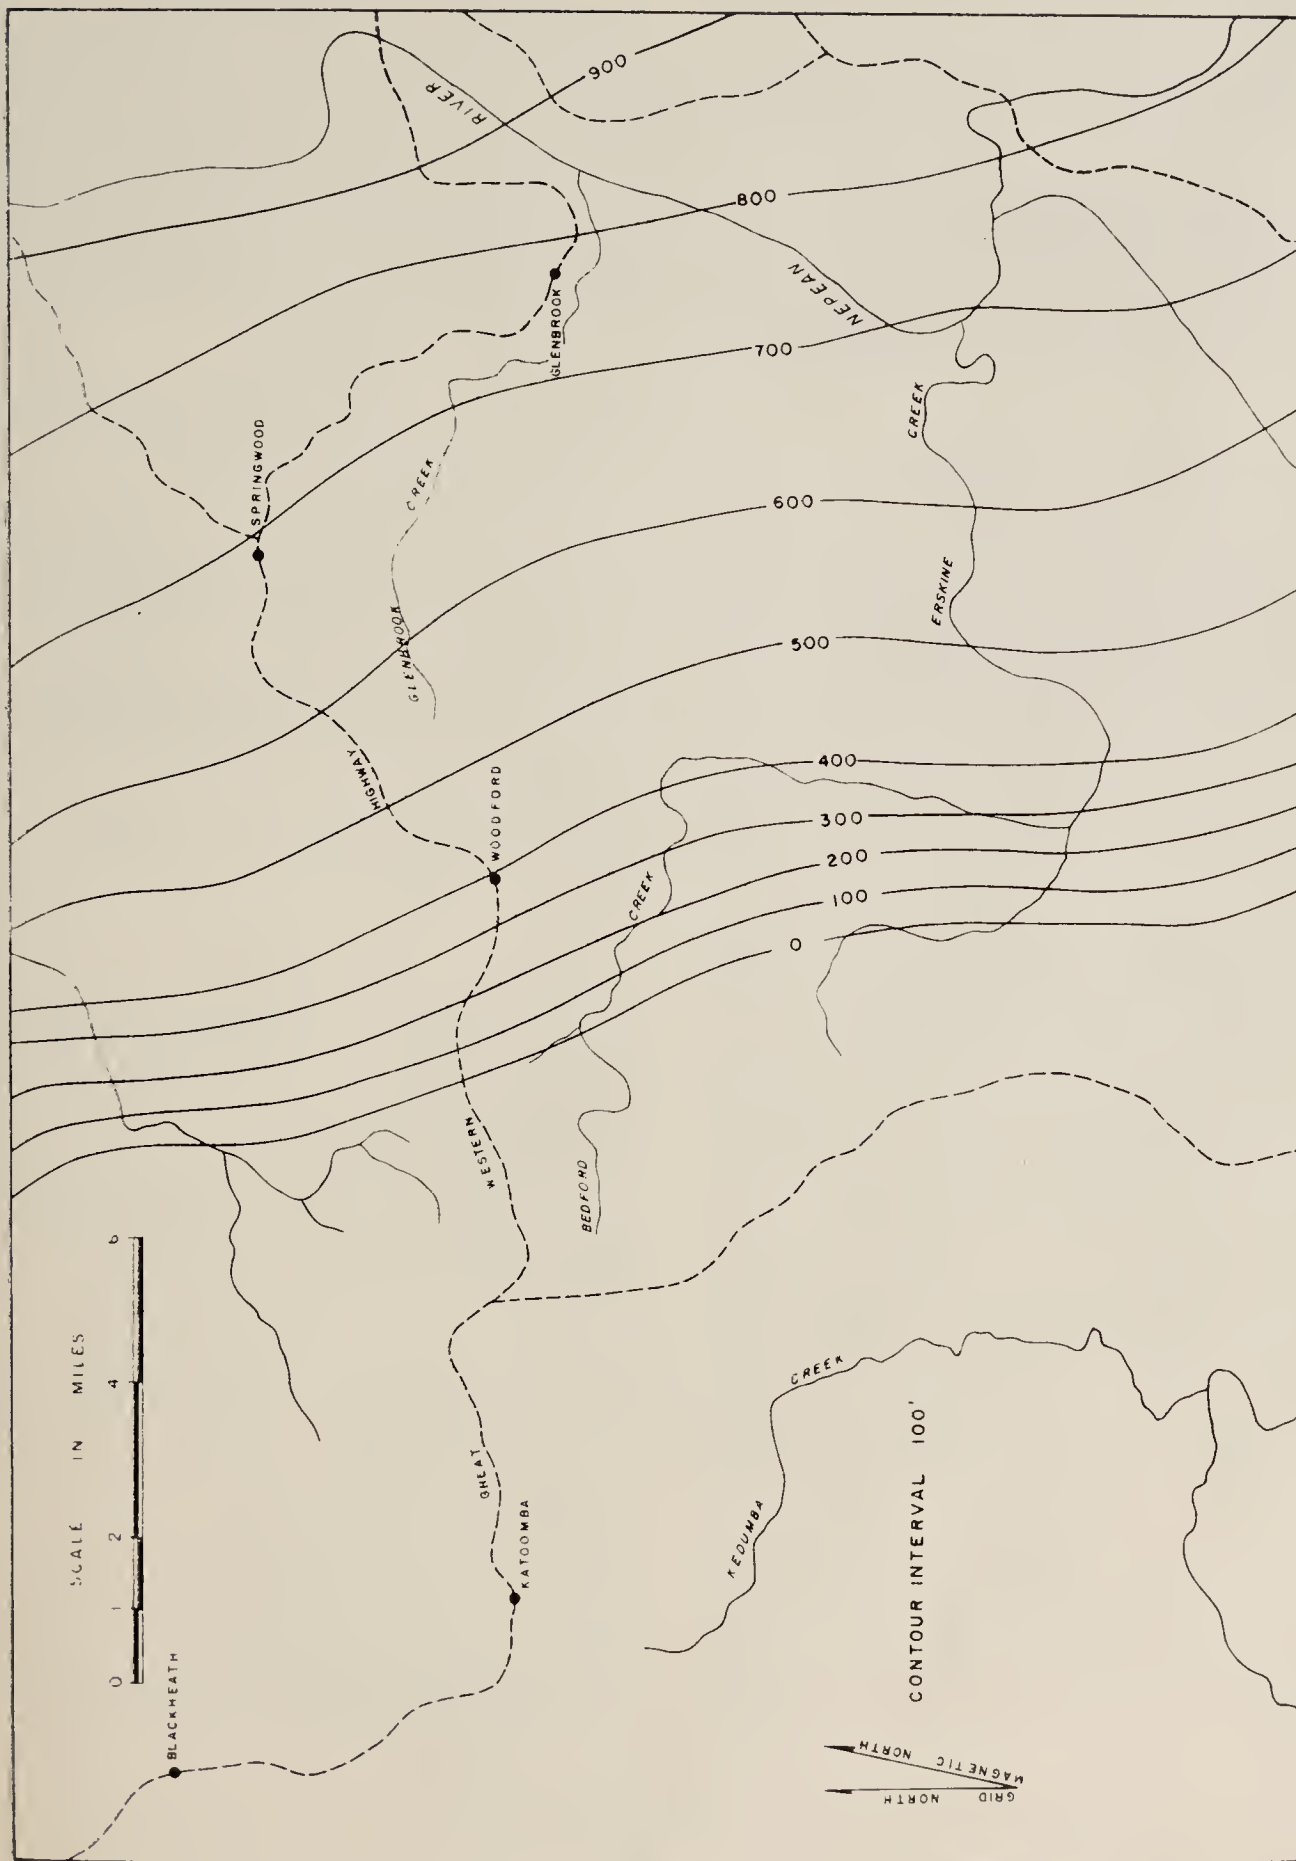 SCALE IN MILES
0 1 2 4 6
BLACKHEATH
KATOOMBA
GREAT
WESTERN
HIGHWAY
WOODFORD
SPRINGWOOD
GLENBROOK
GLENBROOK CREEK
RIVER
NEPEAN
BEDFORD CREEK
ERSKINE CREEK
KEDUMBA CREEK
900
800
700
600
500
400
300
200
100
0
CONTOUR INTERVAL 100'
GRID NORTH
MAGNETIC NORTH